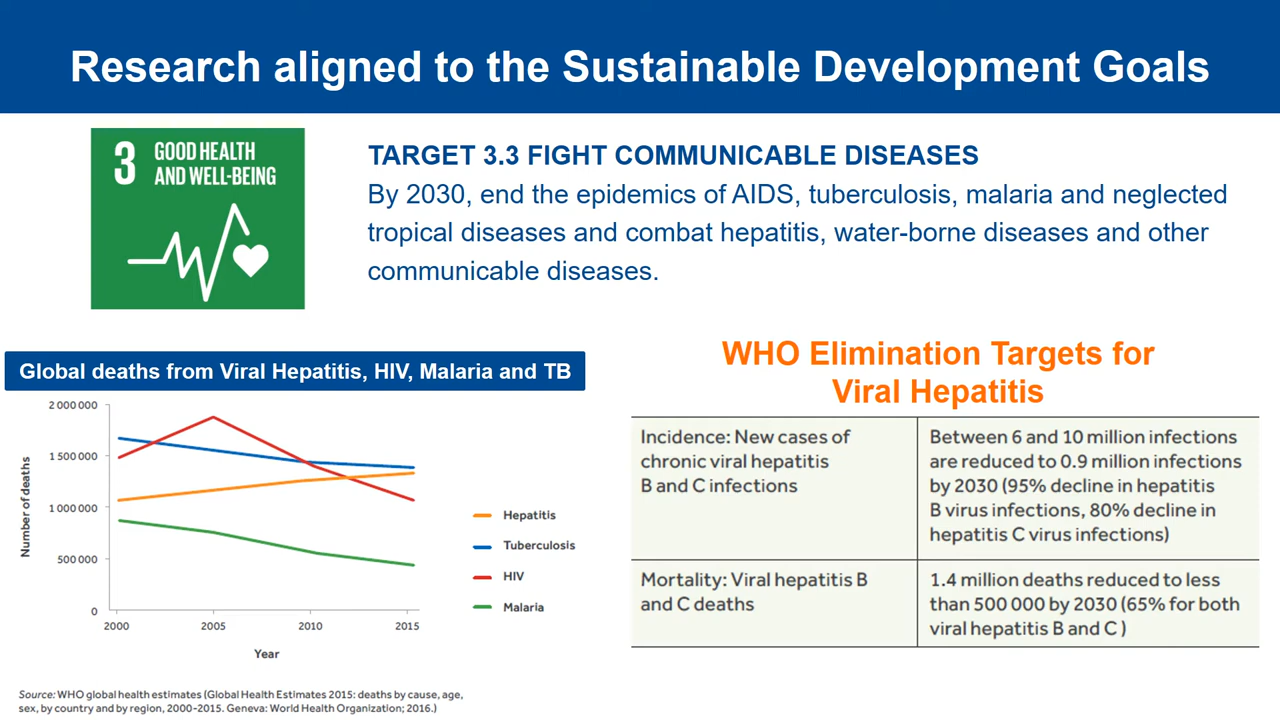 Research aligned to the Sustainable Development Goals
3 GOOD HEALTH
AND WELL-BEING
TARGET 3.3 FIGHT COMMUNICABLE DISEASES
By 2030, end the epidemics of AIDS, tuberculosis, malaria and neglected
tropical diseases and combat hepatitis, water-borne diseases and other
communicable diseases.
Global deaths from Viral Hepatitis, HIV, Malaria and TB
2 000 000
1 500 000
1 000 000
500 000
0
Number of deaths
2000
2005
2010
2015
Year
Hepatitis
Tuberculosis
HIV
Malaria
Source: WHO global health estimates (Global Health Estimates 2015: deaths by cause, age,
sex, by country and by region, 2000-2015. Geneva: World Health Organization; 2016.)
WHO Elimination Targets for
Viral Hepatitis
Incidence: New cases of
chronic viral hepatitis
B and C infections
Between 6 and 10 million infections
are reduced to 0.9 million infections
by 2030 (95% decline in hepatitis
B virus infections, 80% decline in
hepatitis C virus infections)
Mortality: Viral hepatitis B
and C deaths
1.4 million deaths reduced to less
than 500 000 by 2030 (65% for both
viral hepatitis B and C )